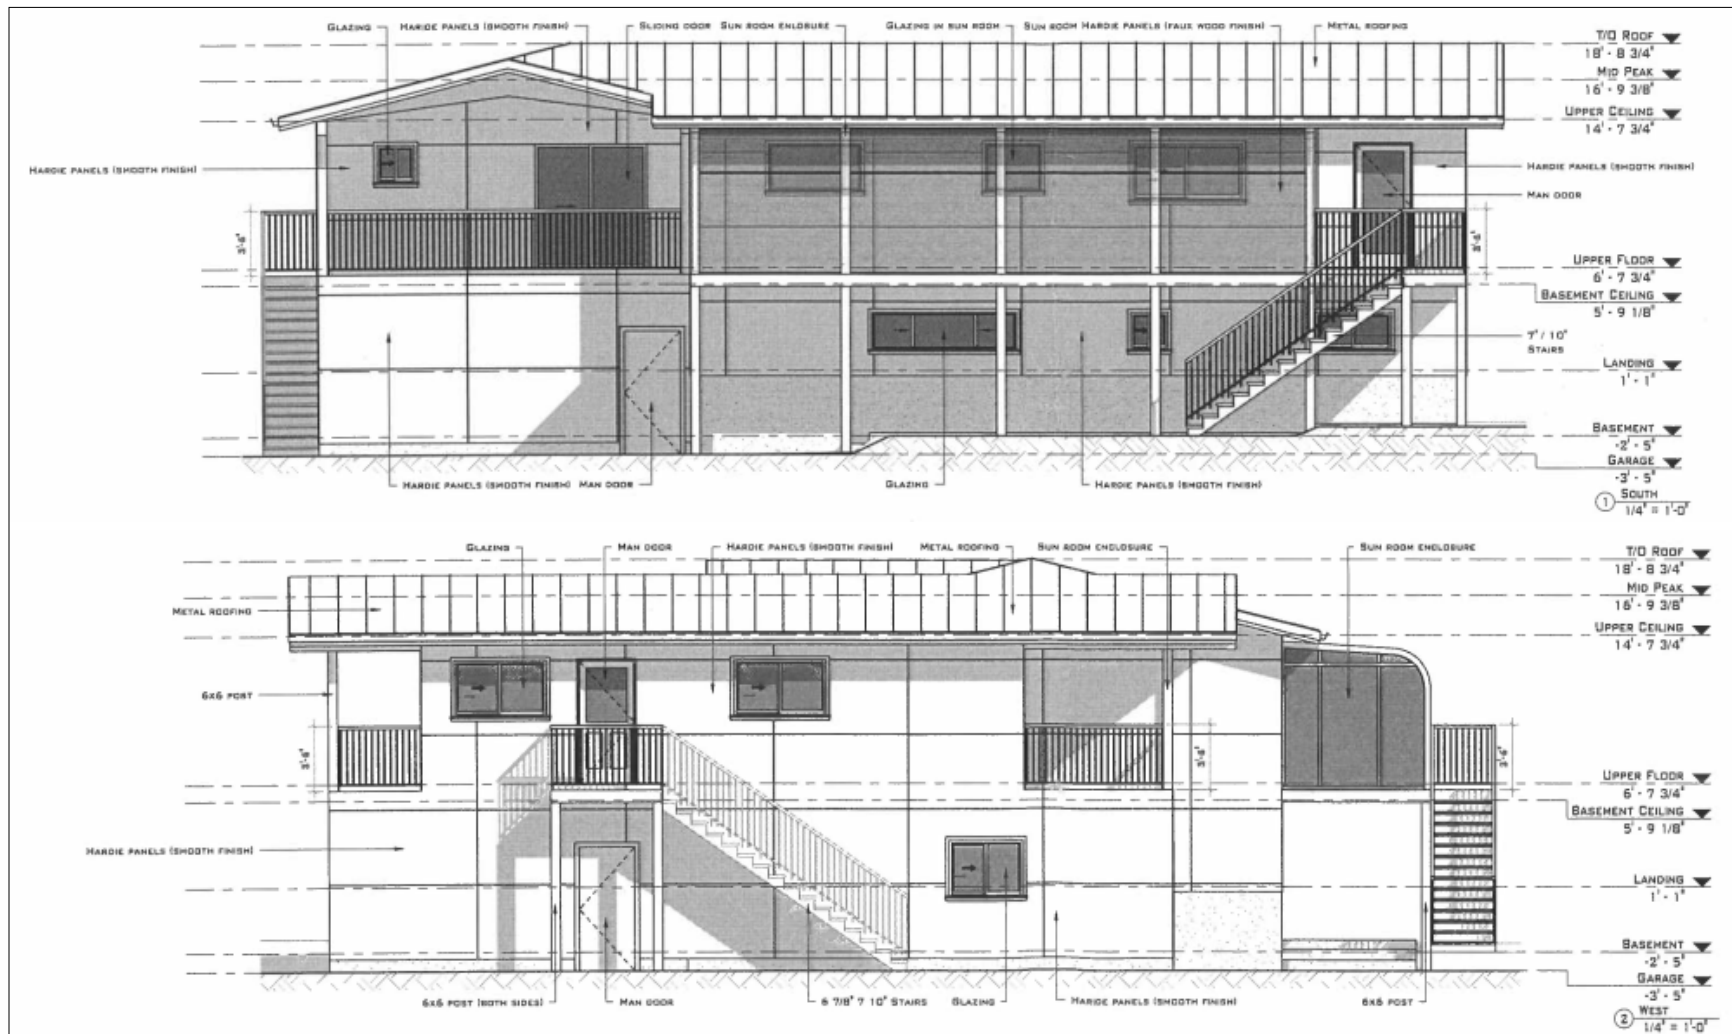 GLAZING HARIDE PANELS (SMOOTH FINISH) SLIDING DOOR SUN ROOM ENLOSURE GLAZING IN SUN ROOM SUN ROOM HARDIE PANELS (FAUX WOOD FINISH) METAL ROOFING
T/O ROOF
18' - 8 3/4"
MID PEAK
16' - 9 3/8"
UPPER CEILING
14' - 7 3/4"
HARDIE PANELS (SMOOTH FINISH)
HARDIE PANELS (SMOOTH FINISH)
MAN DOOR
3'-6"
3'-6"
UPPER FLOOR
6' - 7 3/4"
BASEMENT CEILING
5' - 9 1/8"
7" / 10"
STAIRS
LANDING
1' - 1"
BASEMENT
-2' - 5"
GARAGE
-3' - 5"
HARDIE PANELS (SMOOTH FINISH) MAN DOOR GLAZING HARDIE PANELS (SMOOTH FINISH)
1 SOUTH
1/4" = 1'-0"
GLAZING MAN DOOR HARDIE PANELS (SMOOTH FINISH) METAL ROOFING SUN ROOM ENCLOSURE SUN ROOM ENCLOSURE
T/O ROOF
18' - 8 3/4"
MID PEAK
16' - 9 3/8"
METAL ROOFING
UPPER CEILING
14' - 7 3/4"
6X6 POST
3'-6"
3'-6"
3'-6"
UPPER FLOOR
6' - 7 3/4"
BASEMENT CEILING
5' - 9 1/8"
HARDIE PANELS (SMOOTH FINISH)
LANDING
1' - 1"
BASEMENT
-2' - 5"
GARAGE
-3' - 5"
6X6 POST (BOTH SIDES) MAN DOOR 6 7/8" 7 10" STAIRS GLAZING HARDIE PANELS (SMOOTH FINISH) 6X6 POST
2 WEST
1/4" = 1'-0"